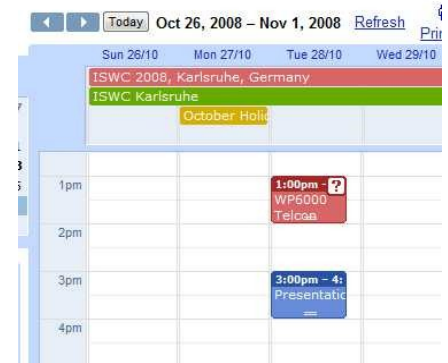 Today Oct 26, 2008 – Nov 1, 2008 Refresh
Sun 26/10 Mon 27/10 Tue 28/10 Wed 29/10
ISWC 2008, Karlsruhe, Germany
ISWC Karlsruhe
October Holid
1pm 1:00pm – ?
WP6000
Telcon
2pm
3pm 3:00pm – 4:
Presentatic
4pm